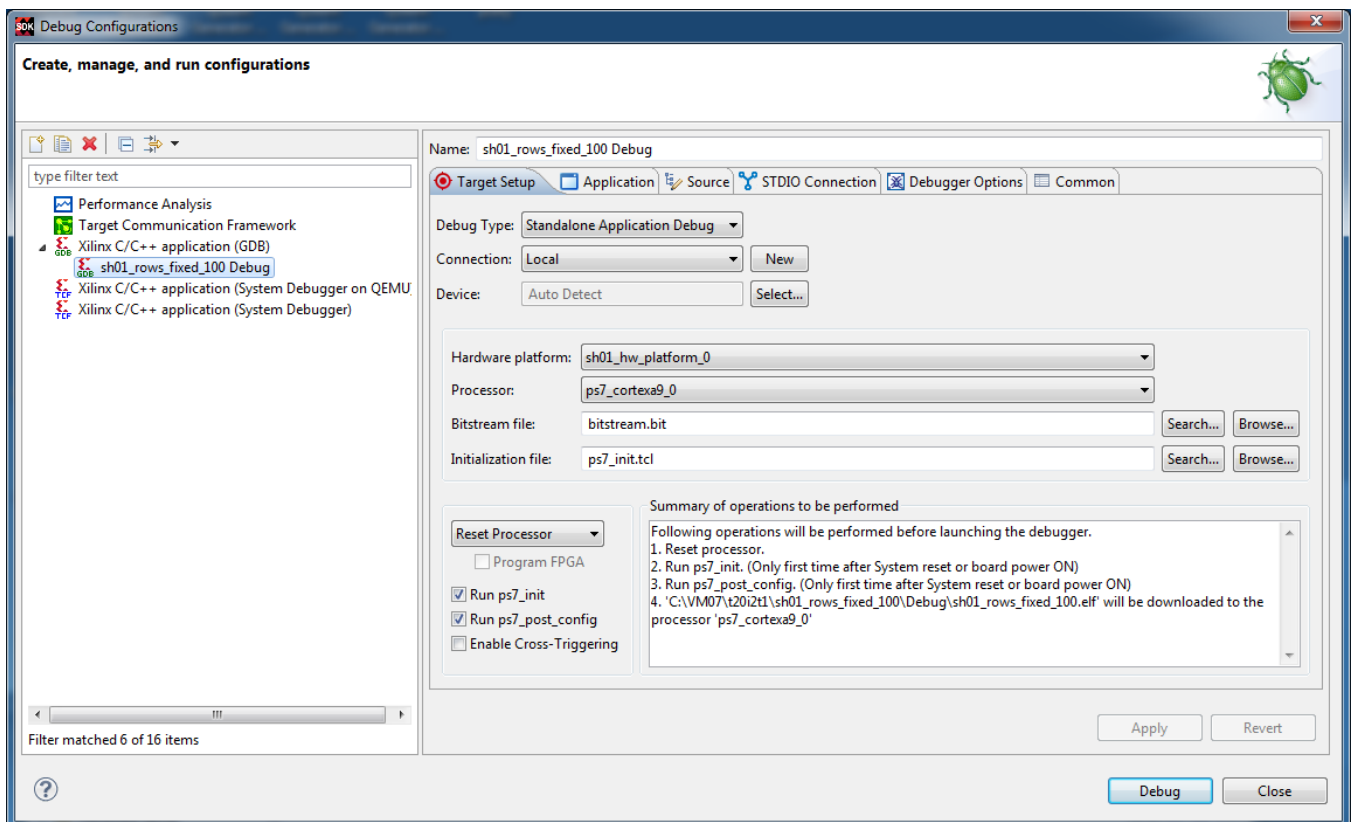 SDK Debug Configurations
Create, manage, and run configurations
type filter text
Performance Analysis
Target Communication Framework
GDB Xilinx C/C++ application (GDB)
GDB sh01_rows_fixed_100 Debug
TCF Xilinx C/C++ application (System Debugger on QEMU
TCF Xilinx C/C++ application (System Debugger)
Filter matched 6 of 16 items
Name: sh01_rows_fixed_100 Debug
Target Setup Application Source STDIO Connection Debugger Options Common
Debug Type: Standalone Application Debug
Connection: Local New
Device: Auto Detect Select...
Hardware platform: sh01_hw_platform_0
Processor: ps7_cortexa9_0
Bitstream file: bitstream.bit Search... Browse...
Initialization file: ps7_init.tcl Search... Browse...
Reset Processor
Program FPGA
Run ps7_init
Run ps7_post_config
Enable Cross-Triggering
Summary of operations to be performed
Following operations will be performed before launching the debugger.
1. Reset processor.
2. Run ps7_init. (Only first time after System reset or board power ON)
3. Run ps7_post_config. (Only first time after System reset or board power ON)
4. 'C:\VM07\t20i2t1\sh01_rows_fixed_100\Debug\sh01_rows_fixed_100.elf' will be downloaded to the
processor 'ps7_cortexa9_0'
Apply Revert
? Debug Close